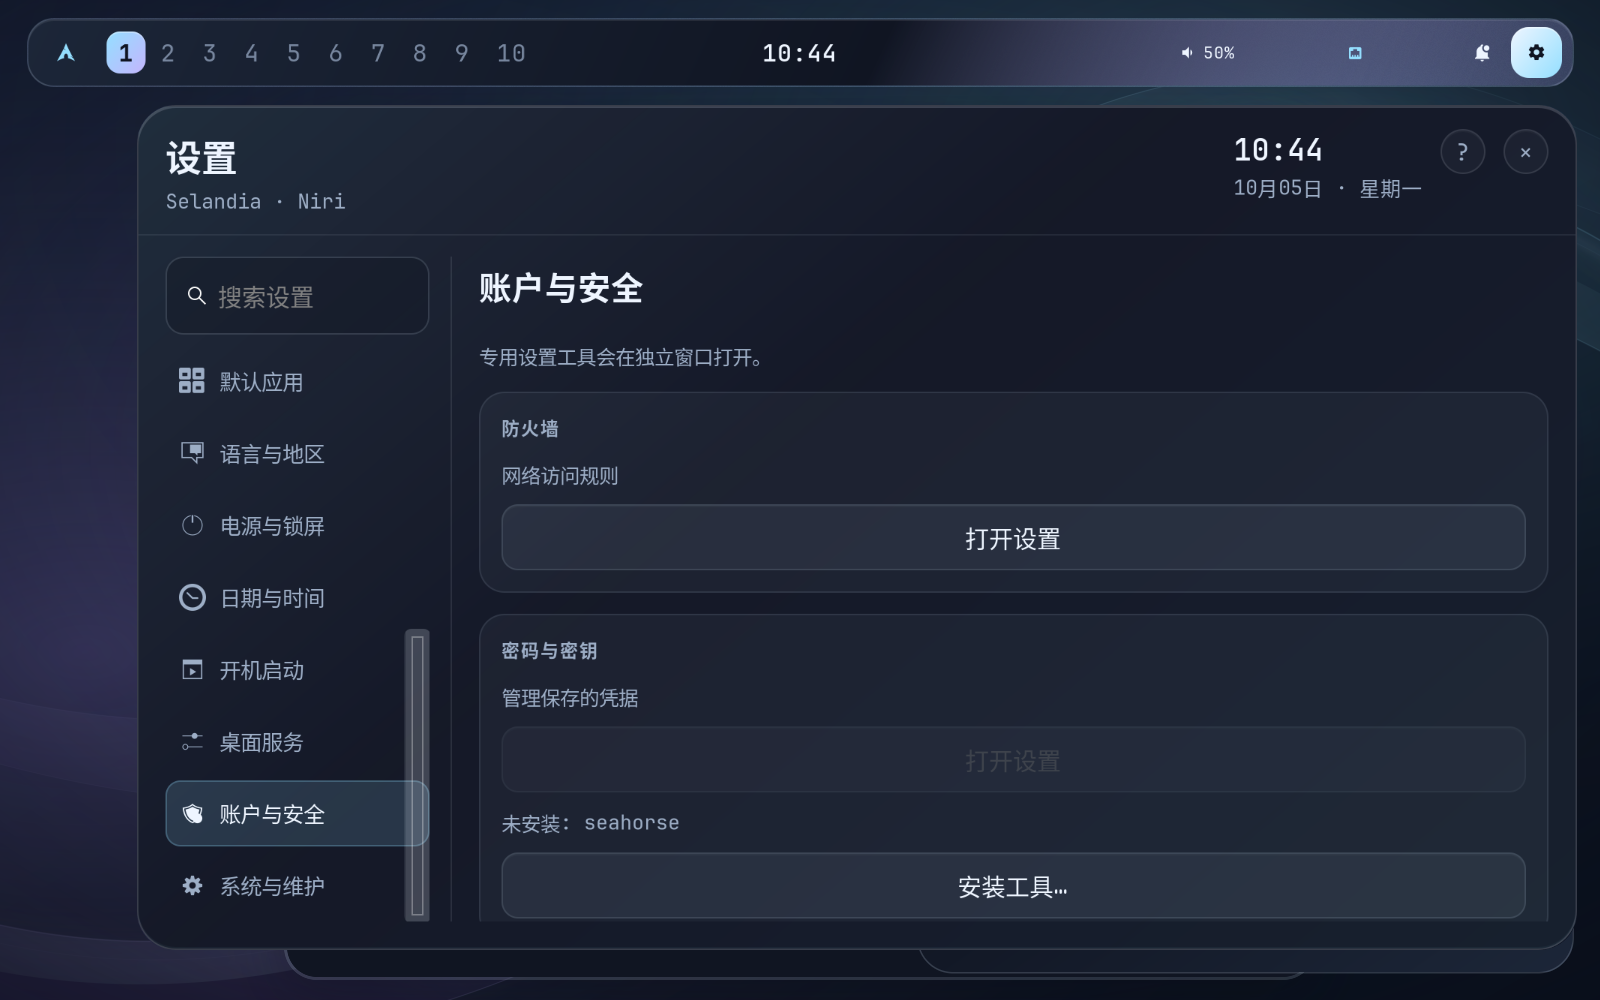 1 2 3 4 5 6 7 8 9 10
10:44
50%
设置
Selandia · Niri
10:44
10月05日 · 星期一
?
×
搜索设置
默认应用
语言与地区
电源与锁屏
日期与时间
开机启动
桌面服务
账户与安全
系统与维护
账户与安全
专用设置工具会在独立窗口打开。
防火墙
网络访问规则
打开设置
密码与密钥
管理保存的凭据
打开设置
未安装: seahorse
安装工具…